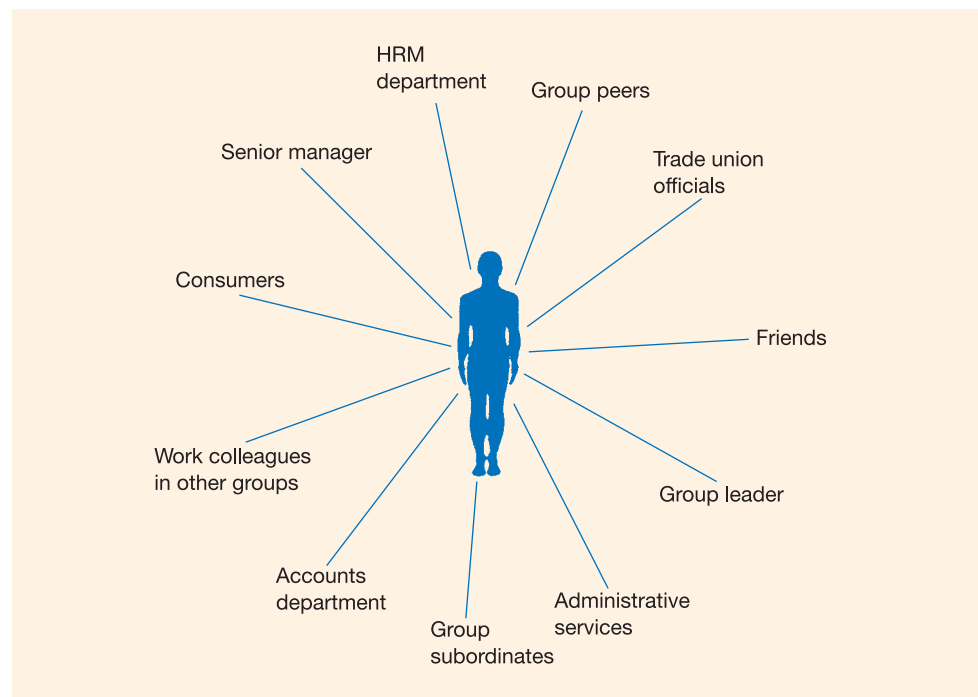 HRM
department
Group peers
Senior manager
Trade union
officials
Consumers
Friends
Work colleagues
in other groups
Group leader
Accounts
department
Administrative
services
Group
subordinates